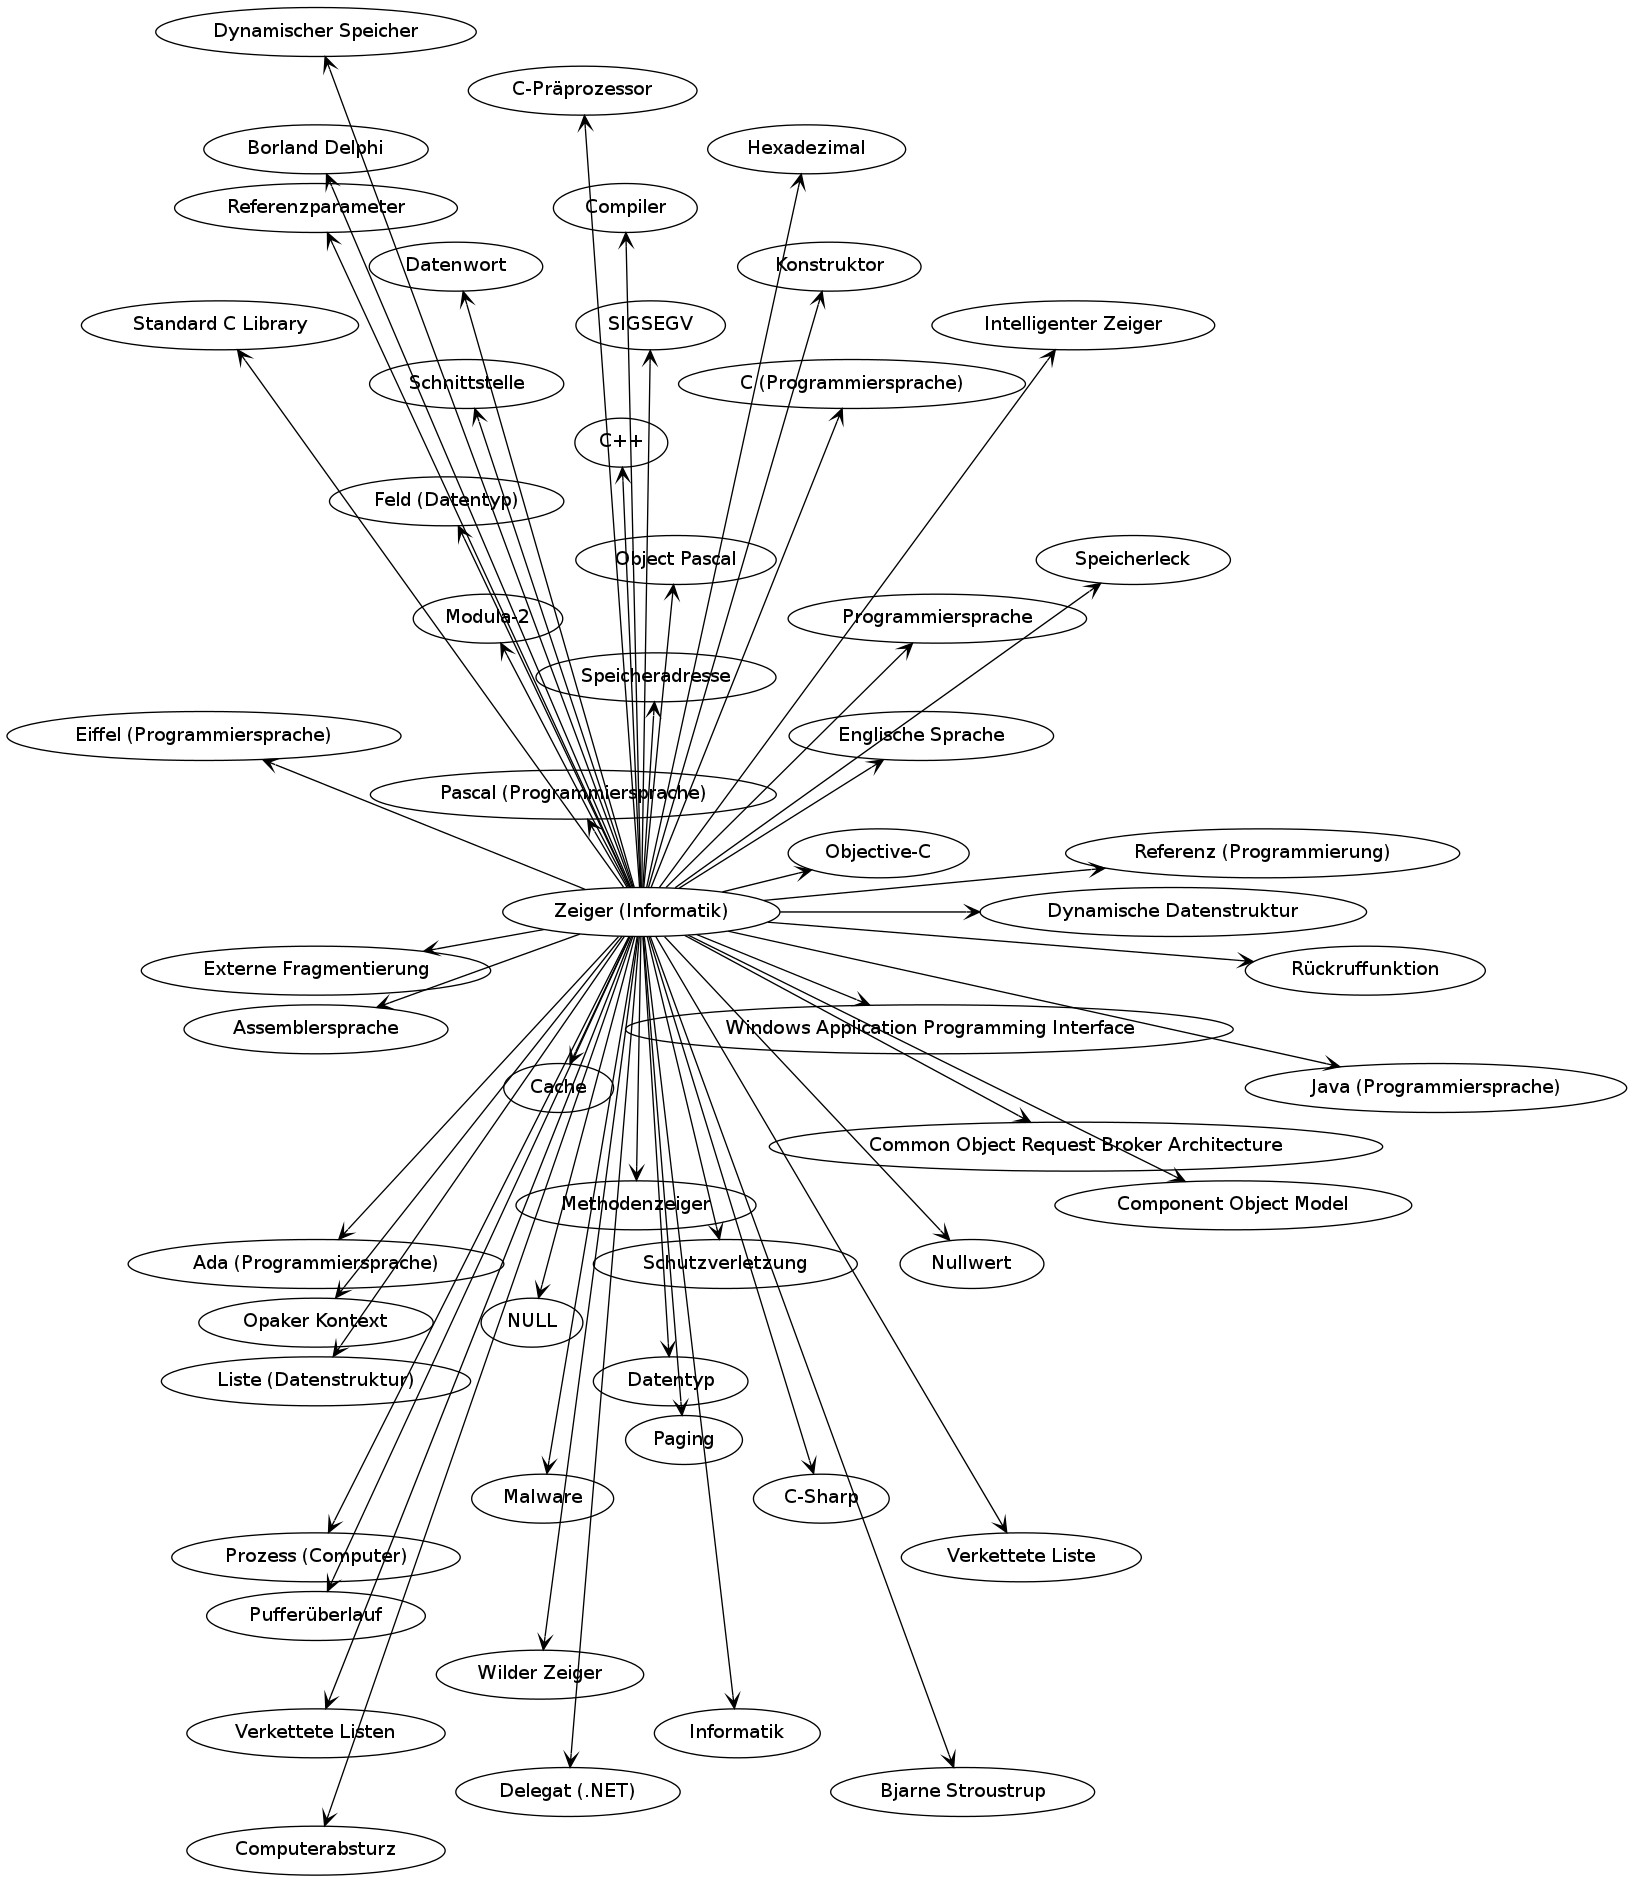 Dynamischer Speicher
C-Präprozessor
Borland Delphi
Hexadezimal
Referenzparameter
Compiler
Datenwort
Konstruktor
Standard C Library
SIGSEGV
Intelligenter Zeiger
Schnittstelle
C (Programmiersprache)
C++
Feld (Datentyp)
Object Pascal
Speicherleck
Modula-2
Programmiersprache
Speicheradresse
Eiffel (Programmiersprache)
Englische Sprache
Pascal (Programmiersprache)
Objective-C
Referenz (Programmierung)
Zeiger (Informatik)
Dynamische Datenstruktur
Externe Fragmentierung
Rückruffunktion
Assemblersprache
Windows Application Programming Interface
Cache
Java (Programmiersprache)
Common Object Request Broker Architecture
Methodenzeiger
Component Object Model
Ada (Programmiersprache)
Schutzverletzung
Nullwert
Opaker Kontext
NULL
Liste (Datenstruktur)
Datentyp
Paging
Malware
C-Sharp
Prozess (Computer)
Verkettete Liste
Pufferüberlauf
Wilder Zeiger
Verkettete Listen
Informatik
Delegat (.NET)
Bjarne Stroustrup
Computerabsturz